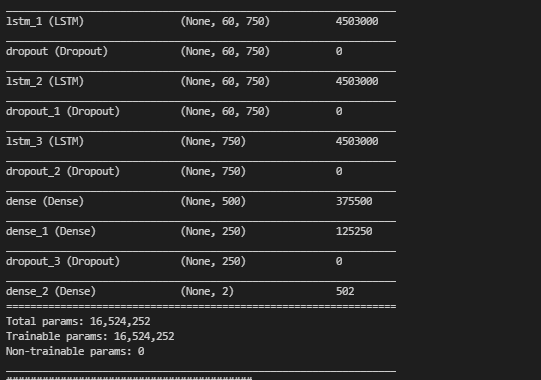 lstm_1 (LSTM) (None, 60, 750) 4503000
dropout (Dropout) (None, 60, 750) 0
lstm_2 (LSTM) (None, 60, 750) 4503000
dropout_1 (Dropout) (None, 60, 750) 0
lstm_3 (LSTM) (None, 750) 4503000
dropout_2 (Dropout) (None, 750) 0
dense (Dense) (None, 500) 375500
dense_1 (Dense) (None, 250) 125250
dropout_3 (Dropout) (None, 250) 0
dense_2 (Dense) (None, 2) 502
=================================================================
Total params: 16,524,252
Trainable params: 16,524,252
Non-trainable params: 0